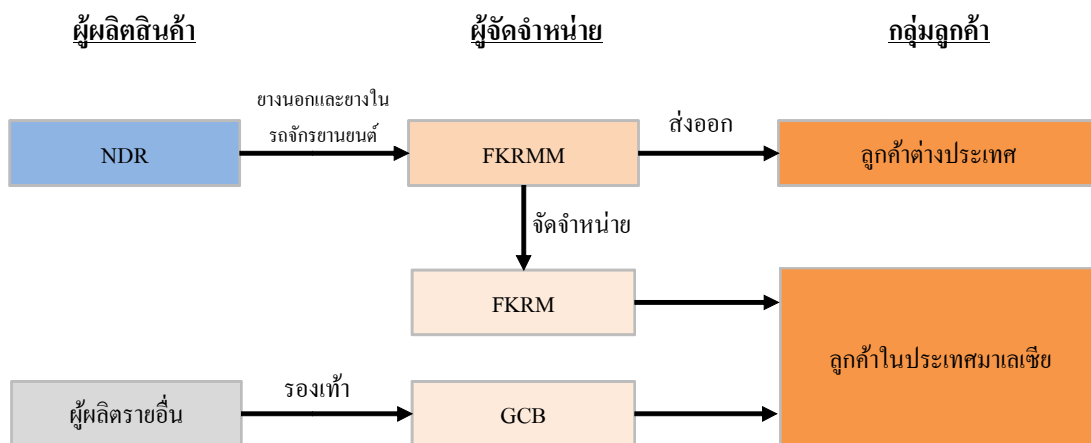 ผู้ผลิตสินค้า
ผู้จัดจำหน่าย
กลุ่มลูกค้า
ยางนอกและยางใน
รถจักรยานยนต์
ส่งออก
NDR
FKRMM
ลูกค้าต่างประเทศ
จัดจำหน่าย
FKRM
ลูกค้าในประเทศมาเลเซีย
รองเท้า
ผู้ผลิตรายอื่น
GCB